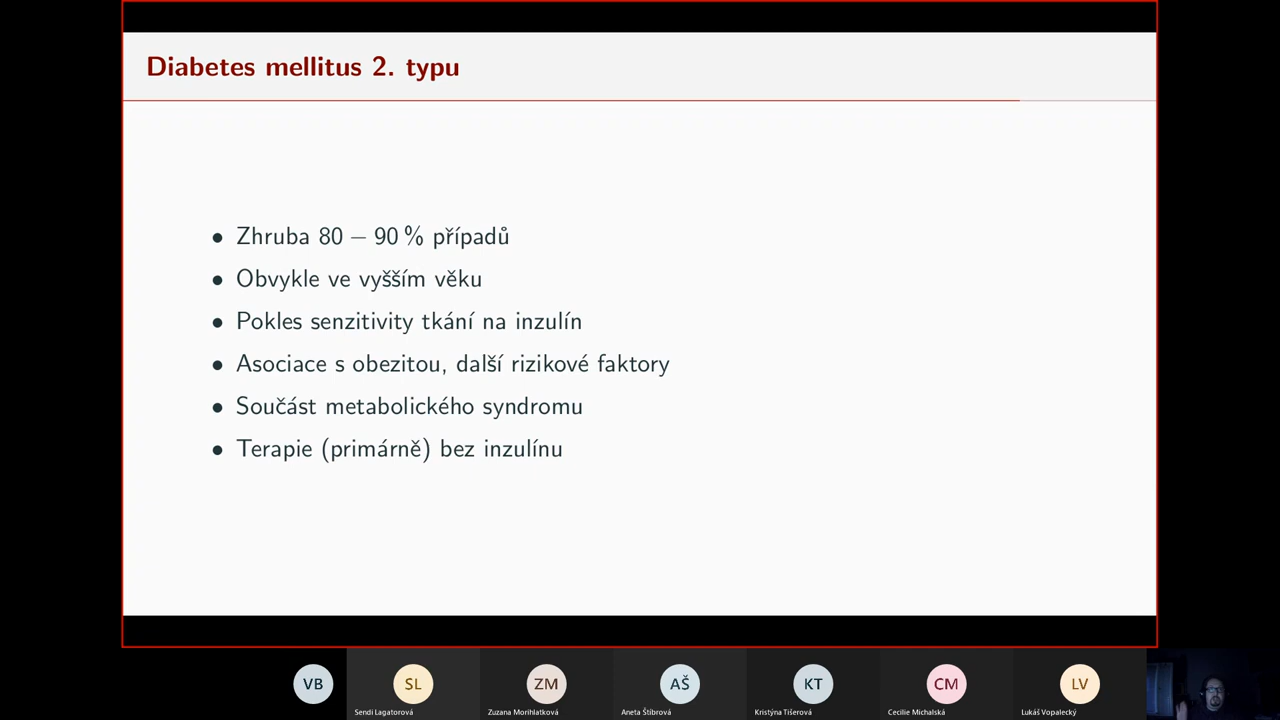 Diabetes mellitus 2. typu
• Zhruba 80 – 90 % případů
• Obvykle ve vyšším věku
• Pokles senzitivity tkání na inzulín
• Asociace s obezitou, další rizikové faktory
• Součást metabolického syndromu
• Terapie (primárně) bez inzulínu
VB
SL
ZM
AŠ
KT
CM
LV
Sendi Lagatorová
Zuzana Morihlatková
Aneta Štibrová
Kristýna Tišerová
Cecilie Michalská
Lukáš Vopalecký